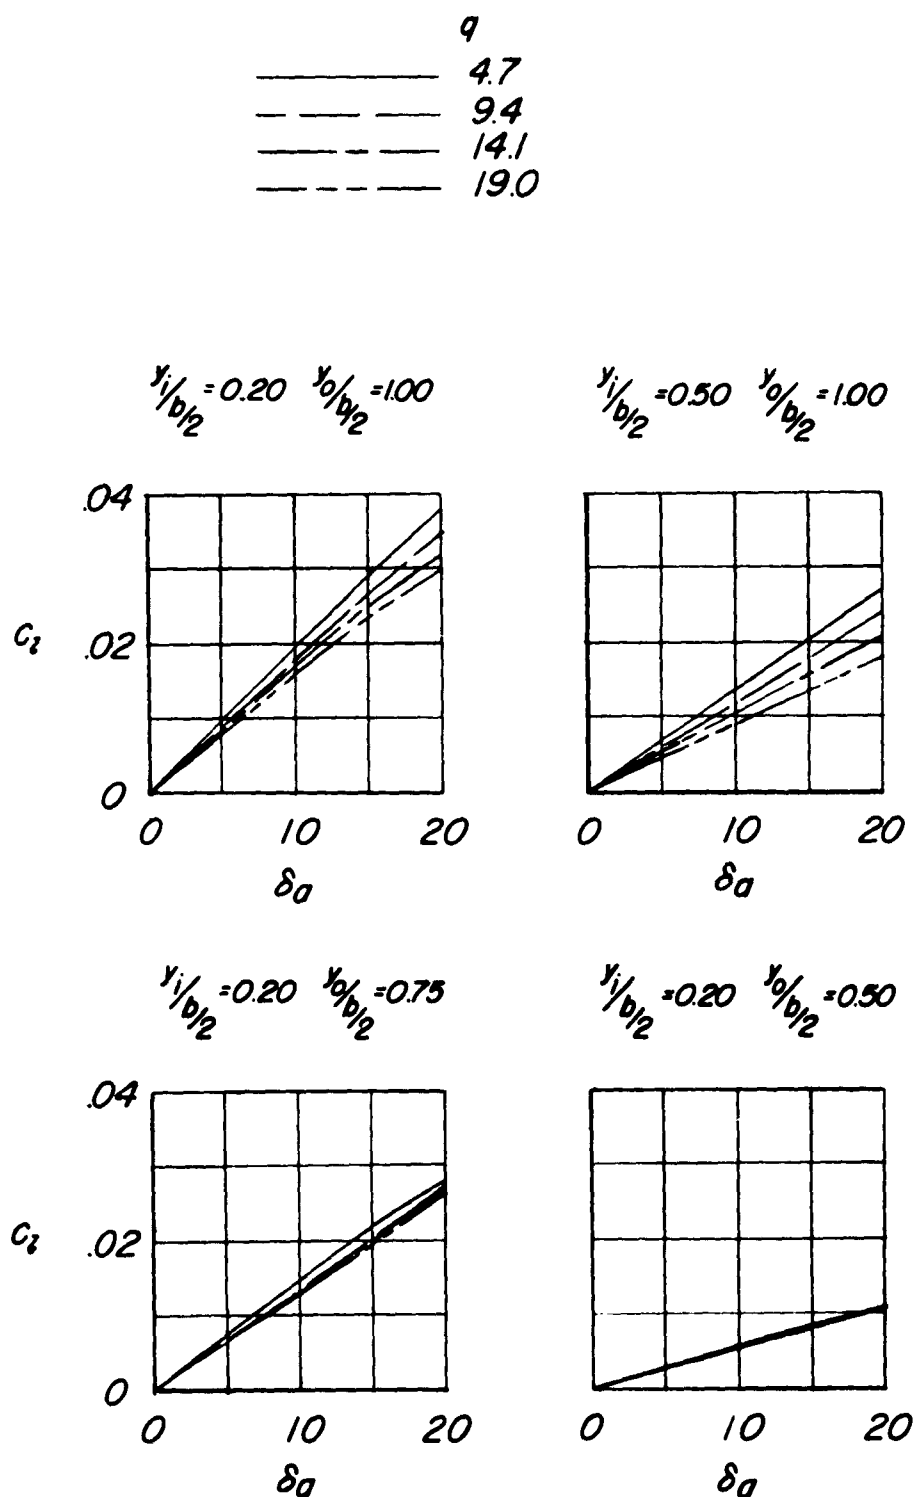 q
4.7
9.4
14.1
19.0
yi/b/2 = 0.20 yo/b/2 = 1.00
yi/b/2 = 0.50 yo/b/2 = 1.00
.04
.02
0
Cl
0 10 20
δa
0 10 20
δa
yi/b/2 = 0.20 yo/b/2 = 0.75
yi/b/2 = 0.20 yo/b/2 = 0.50
.04
.02
0
Cl
0 10 20
δa
0 10 20
δa